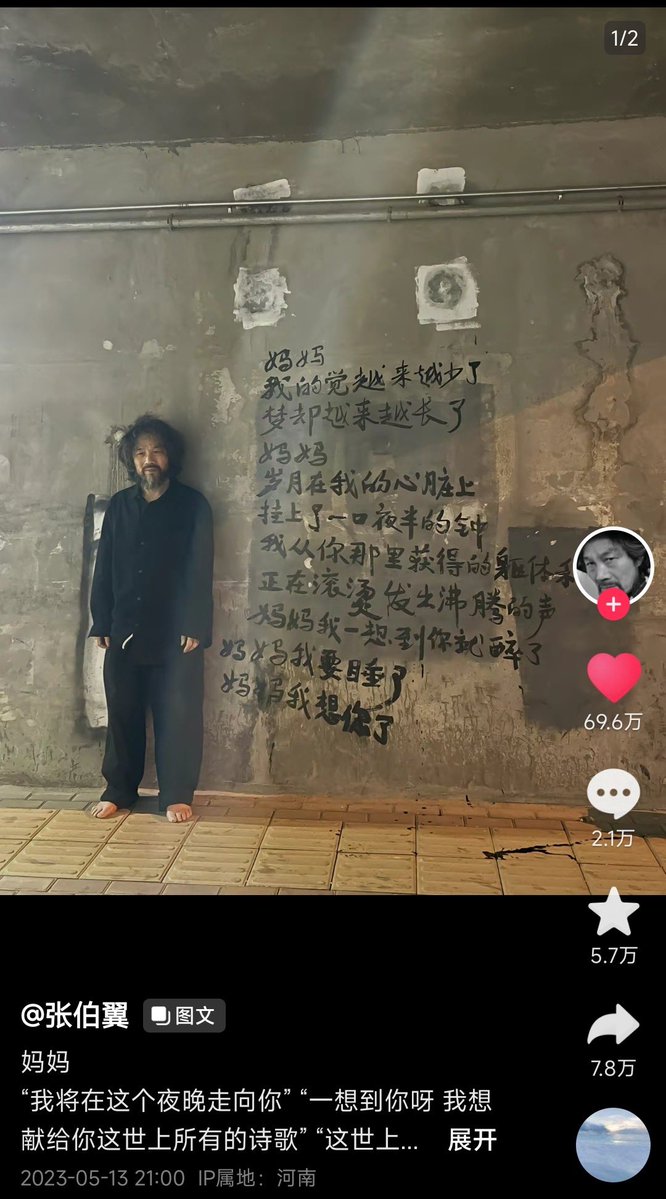 1/2
妈妈
我的觉越来越少了
梦却越来越长了
妈妈
岁月在我的心脏上
挂上了一口夜半的钟
我从你那里获得的躯体
正在滚烫发出沸腾的声
妈妈我一想到你就醉了
妈妈我要睡了
妈妈我想你了
69.6万
2.1万
5.7万
7.8万
@张伯翼
图文
妈妈
“我将在这个夜晚走向你” “一想到你呀 我想
献给你这世上所有的诗歌” “这世上... 展开
2023-05-13 21:00 IP属地：河南